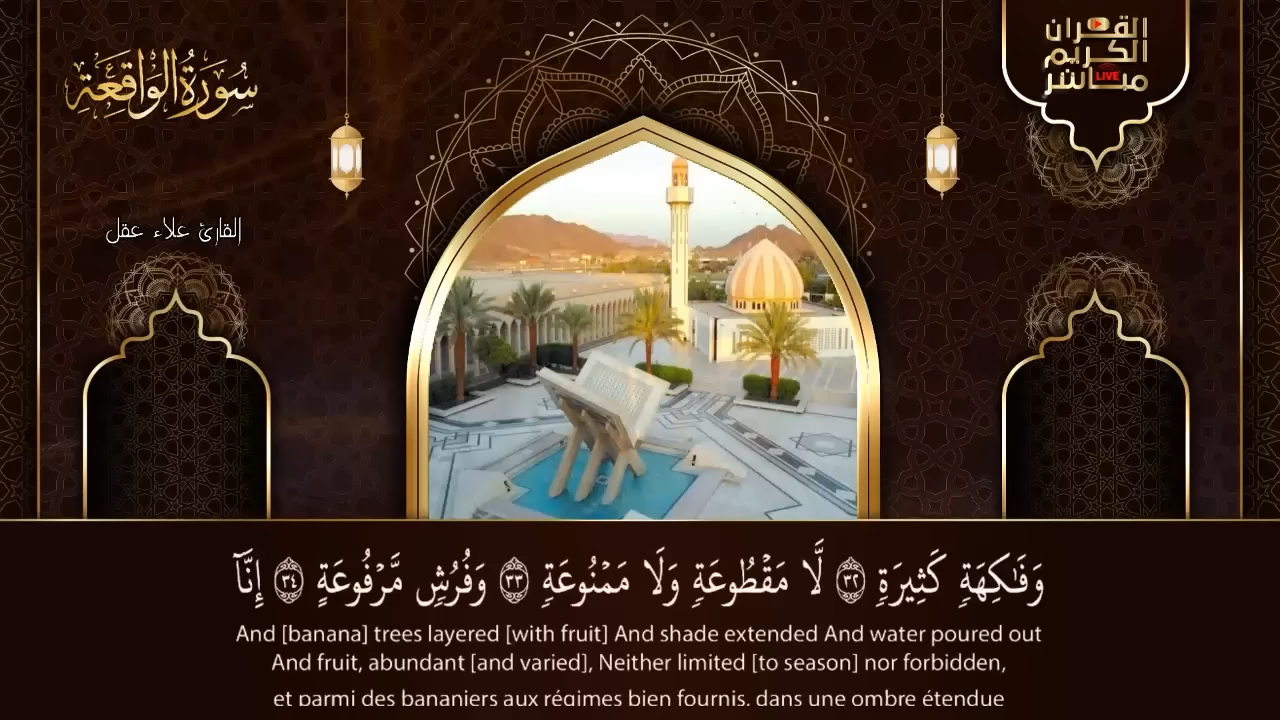 سُورَةُ الْوَاقِعَة
القرآن
الكريم
مباشر
LIVE
القارئ علاء عقل
وَفَٰكِهَةٖ كَثِيرَةٖ ٣٢ لَّا مَقۡطُوعَةٖ وَلَا مَمۡنُوعَةٖ ٣٣ وَفُرُشٖ مَّرۡفُوعَةٍ ٣٤ إِنَّآ
And [banana] trees layered [with fruit] And shade extended And water poured out
And fruit, abundant [and varied], Neither limited [to season] nor forbidden,
et parmi des bananiers aux régimes bien fournis, dans une ombre étendue